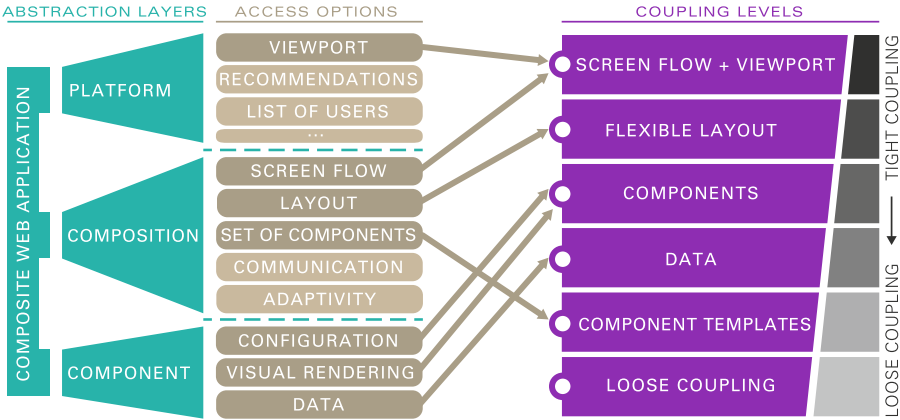 ABSTRACTION LAYERS
ACCESS OPTIONS
COUPLING LEVELS
COMPOSITE WEB APPLICATION
PLATFORM
COMPOSITION
COMPONENT
VIEWPORT
RECOMMENDATIONS
LIST OF USERS
...
SCREEN FLOW
LAYOUT
SET OF COMPONENTS
COMMUNICATION
ADAPTIVITY
CONFIGURATION
VISUAL RENDERING
DATA
SCREEN FLOW + VIEWPORT
FLEXIBLE LAYOUT
COMPONENTS
DATA
COMPONENT TEMPLATES
LOOSE COUPLING
TIGHT COUPLING
LOOSE COUPLING